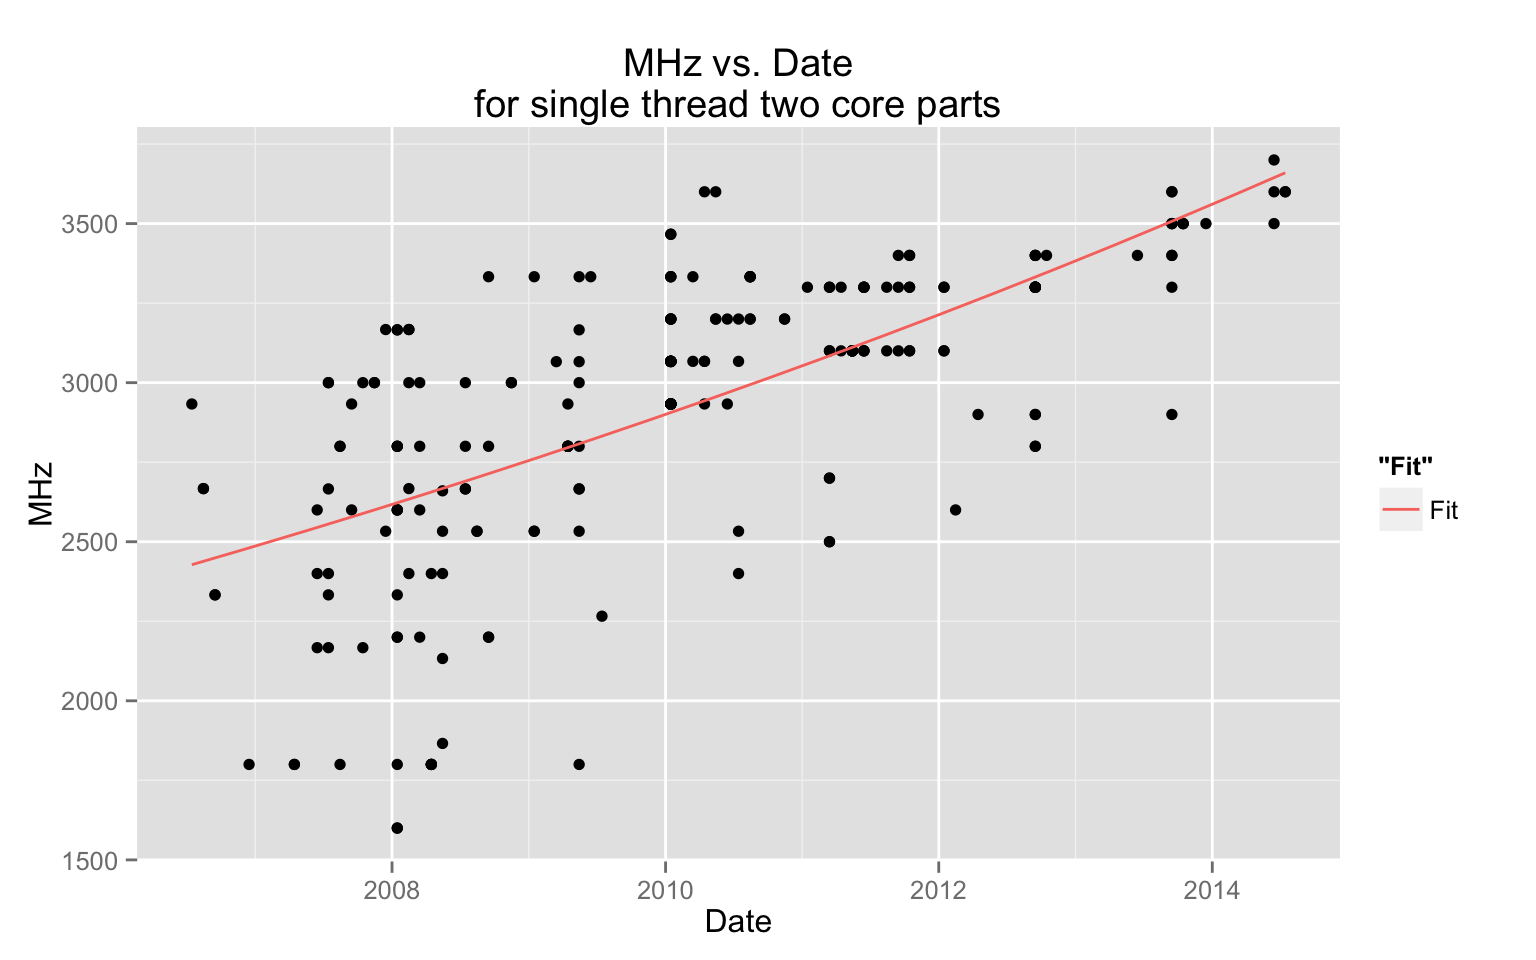 MHz vs. Date
for single thread two core parts
MHz
3500
3000
2500
2000
1500
2008 2010 2012 2014
Date
"Fit"
Fit